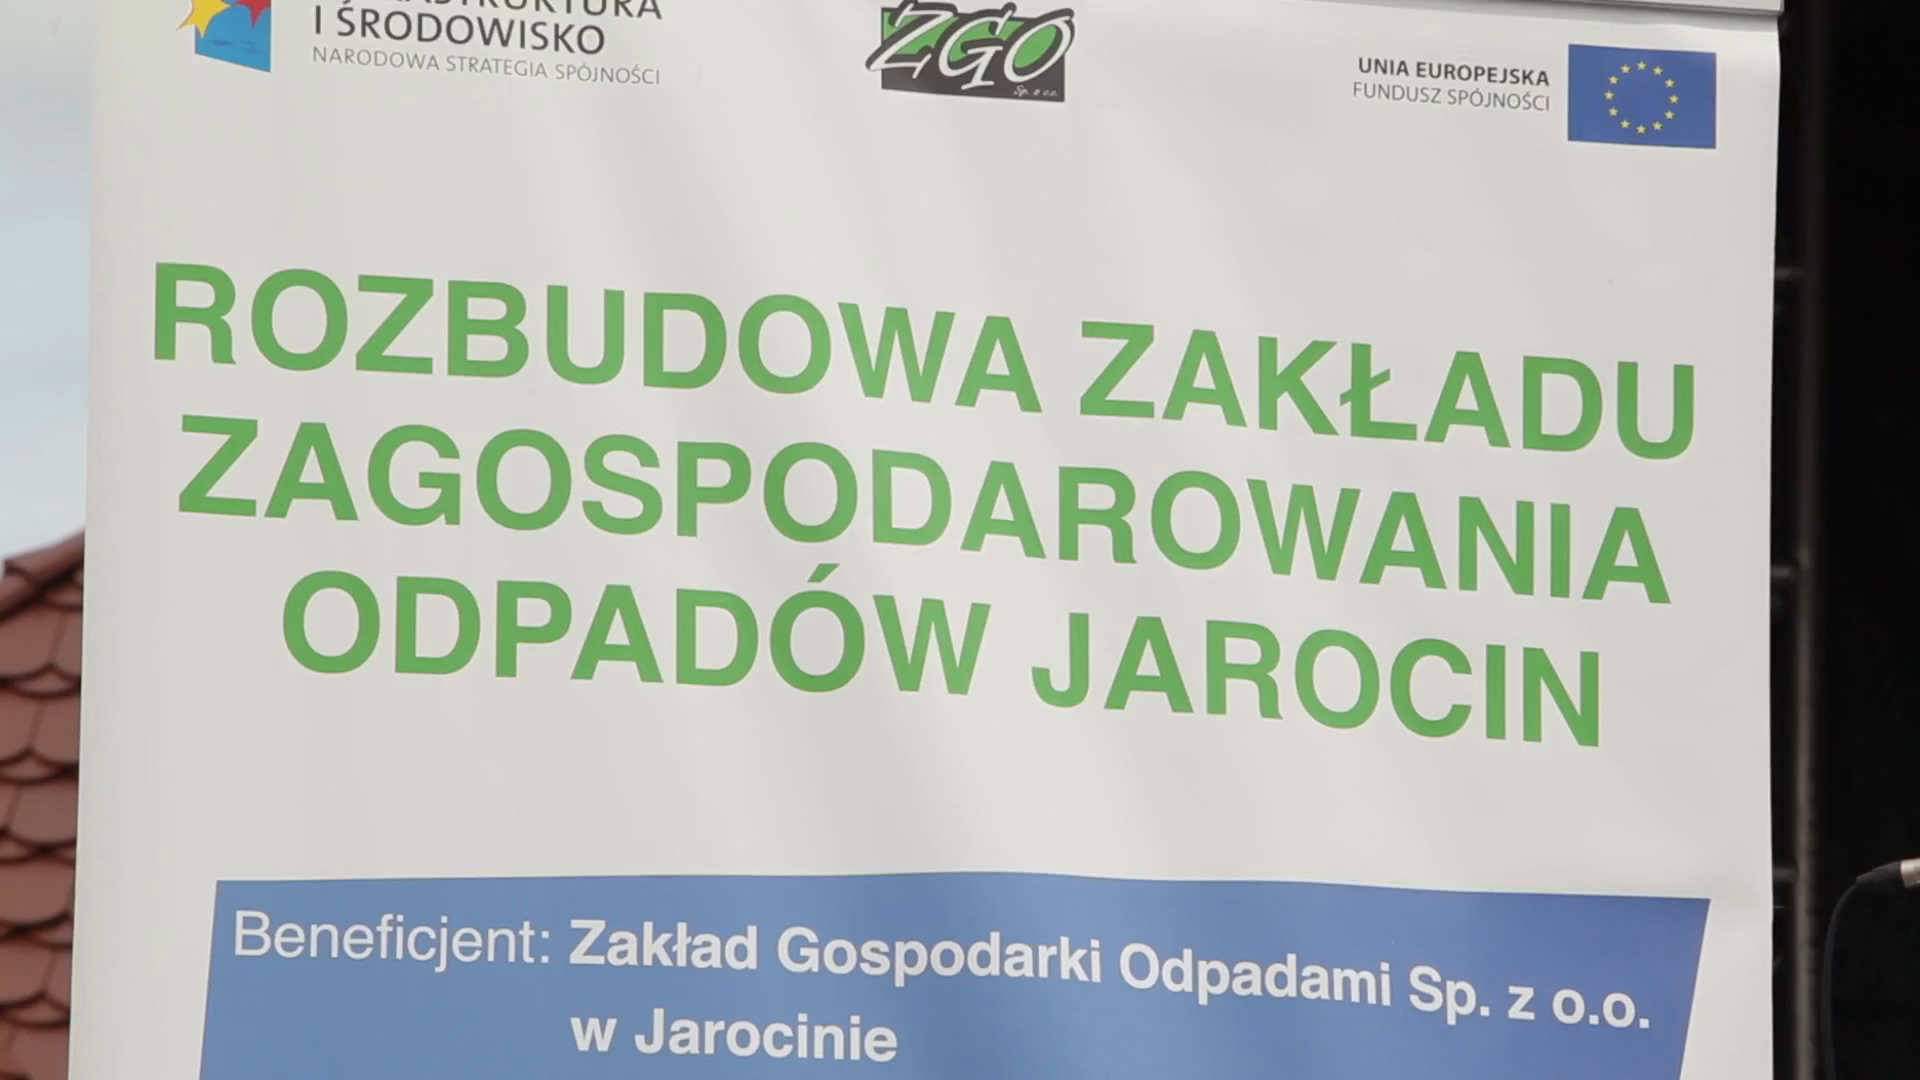 I ŚRODOWISKO
NARODOWA STRATEGIA SPÓJNOŚCI
ZGO
Sp. z o.o.
UNIA EUROPEJSKA
FUNDUSZ SPÓJNOŚCI
ROZBUDOWA ZAKŁADU
ZAGOSPODAROWANIA
ODPADÓW JAROCIN
Beneficjent: Zakład Gospodarki Odpadami Sp. z o.o.
w Jarocinie